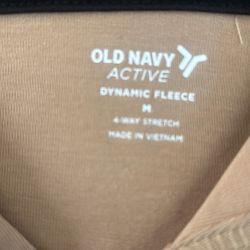 OLD NAVY
ACTIVE
DYNAMIC FLEECE
M
4-WAY STRETCH
MADE IN VIETNAM